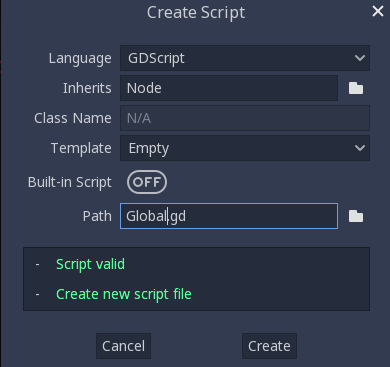 Create Script
Language GDScript
Inherits Node
Class Name N/A
Template Empty
Built-in Script OFF
Path Global.gd
- Script valid
- Create new script file
Cancel Create